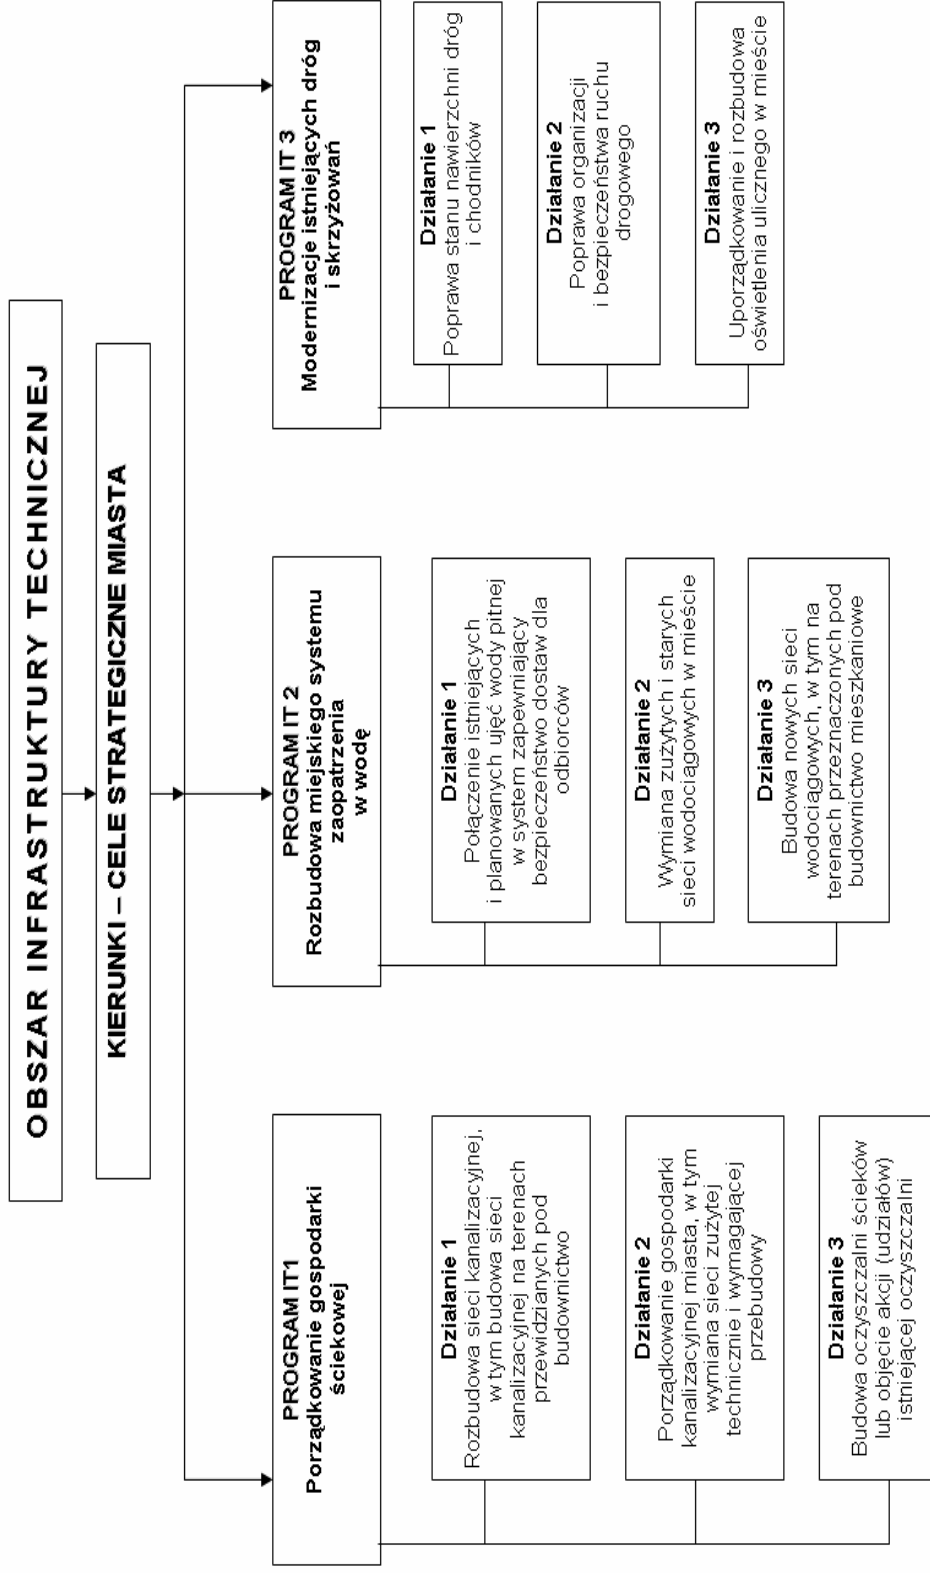 OBSZAR INFRASTRUKTURY TECHNICZNEJ
KIERUNKI – CELE STRATEGICZNE MIASTA
PROGRAM IT1
Porządkowanie gospodarki
ściekowej
Działanie 1
Rozbudowa sieci kanalizacyjnej,
w tym budowa sieci
kanalizacyjnej na terenach
przewidzianych pod
budownictwo
Działanie 2
Porządkowanie gospodarki
kanalizacyjnej miasta, w tym
wymiana sieci zużytej
technicznie i wymagającej
przebudowy
Działanie 3
Budowa oczyszczalni ścieków
lub objęcie akcji (udziałów)
istniejącej oczyszczalni
PROGRAM IT 2
Rozbudowa miejskiego systemu
zaopatrzenia
w wodę
Działanie 1
Połączenie istniejących
i planowanych ujęć wody pitnej
w system zapewniający
bezpieczeństwo dostaw dla
odbiorców
Działanie 2
Wymiana zużytych i starych
sieci wodociągowych w mieście
Działanie 3
Budowa nowych sieci
wodociągowych, w tym na
terenach przeznaczonych pod
budownictwo mieszkaniowe
PROGRAM IT 3
Modernizacje istniejących dróg
i skrzyżowań
Działanie 1
Poprawa stanu nawierzchni dróg
i chodników
Działanie 2
Poprawa organizacji
i bezpieczeństwa ruchu
drogowego
Działanie 3
Uporządkowanie i rozbudowa
oświetlenia ulicznego w mieście